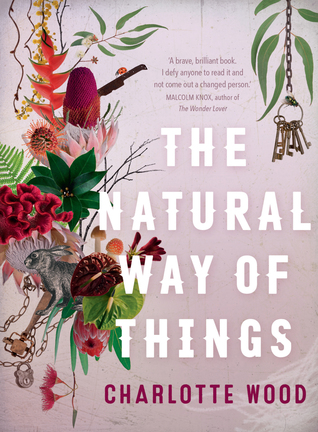 'A brave, brilliant book.
I defy anyone to read it and
not come out a changed person.'
MALCOLM KNOX, author of
The Wonder Lover
THE
NATURAL
WAY OF
THINGS
CHARLOTTE WOOD